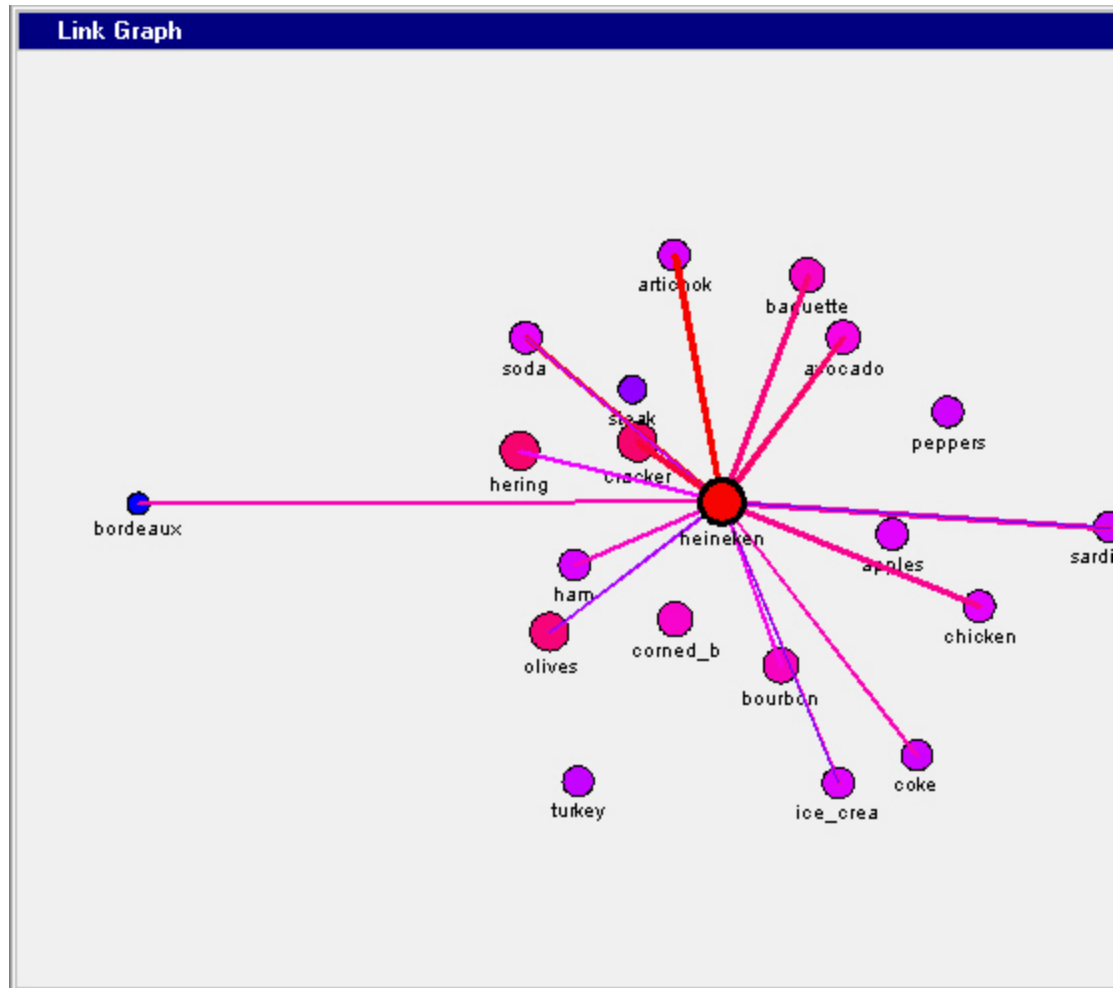 Link Graph
artichok
baguette
soda
avocado
steak
peppers
hering
cracker
bordeaux
heineken
apples
sardi
ham
chicken
olives
corned_b
bourbon
coke
turkey
ice_crea